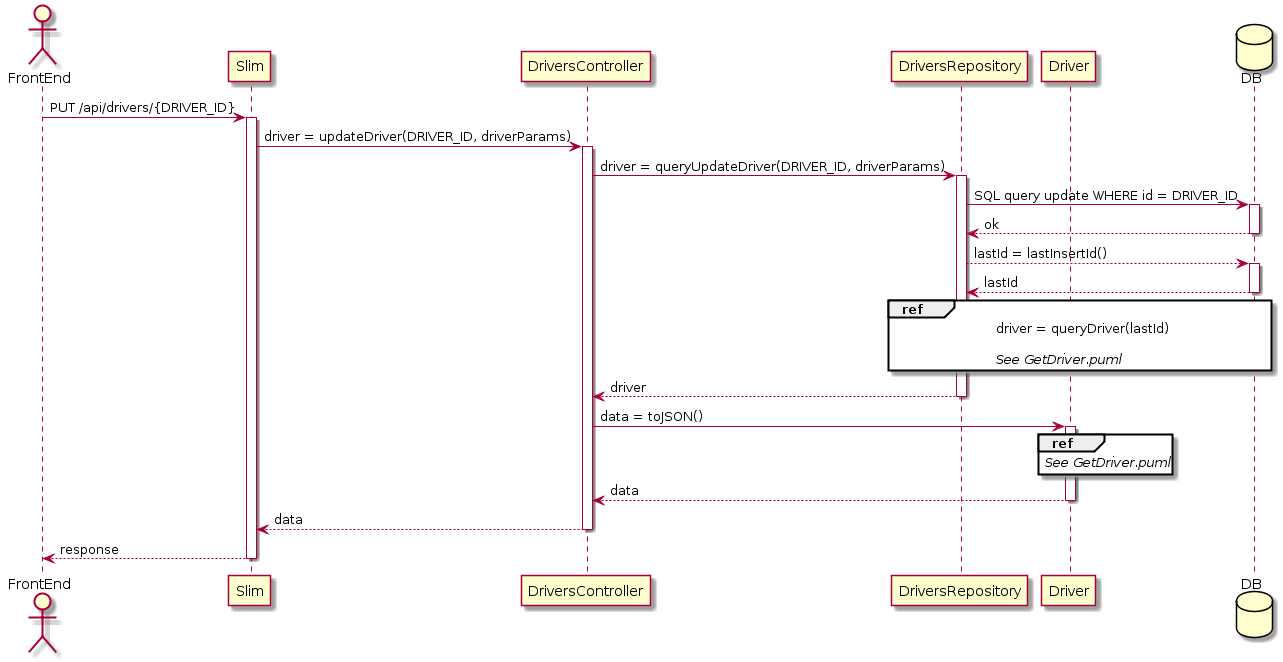 FrontEnd
Slim
DriversController
DriversRepository
Driver
DB
PUT /api/drivers/{DRIVER_ID}
driver = updateDriver(DRIVER_ID, driverParams)
driver = queryUpdateDriver(DRIVER_ID, driverParams)
SQL query update WHERE id = DRIVER_ID
ok
lastId = lastInsertId()
lastId
ref
driver = queryDriver(lastId)
See GetDriver.puml
driver
data = toJSON()
ref
See GetDriver.puml
data
data
response
FrontEnd
Slim
DriversController
DriversRepository
Driver
DB